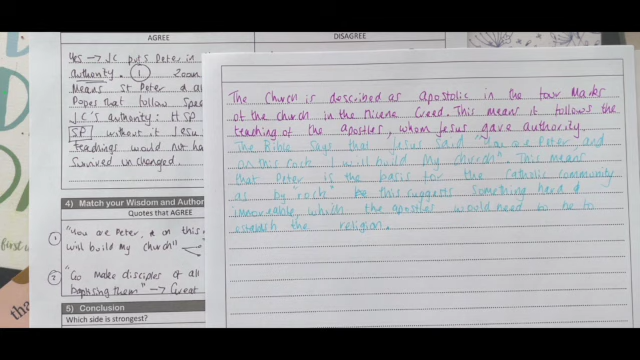 AGREE
DISAGREE
Yes → JC puts Peter in
authority. ① zoom
Means St Peter & all
Popes that follow
JC's authority: H SP
S.P without it Jesu
teachings would not ha
Survived unchanged
4) Match your Wisdom and Author
Quotes that AGREE
① "You are Peter, & on this
will build my church"
② "Go make disciples of all
baptising them" → Great
5) Conclusion
Which side is strongest?
The Church is described as apostolic in the four Marks
of the church in the Nicene Creed. This means it follows the
teaching of the apostles, whom Jesus gave authority.
The Bible says that Jesus said "You are Peter, and
on this rock I will build My church". This means
that Peter is the basis for the Catholic community
as by "rock" he this suggests something hard &
immoveable, which the apostles would need to be to
establish the religion.